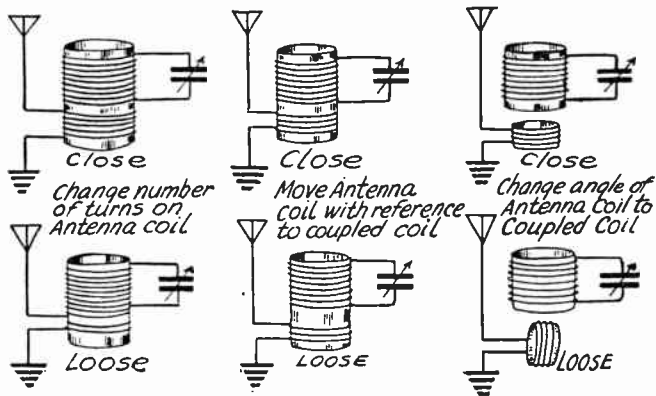 Close
Close
Close
Change number
of turns on
Antenna coil
Move Antenna
coil with reference
to coupled coil
Change angle of
Antenna Coil to
Coupled Coil
Loose
LOOSE
LOOSE